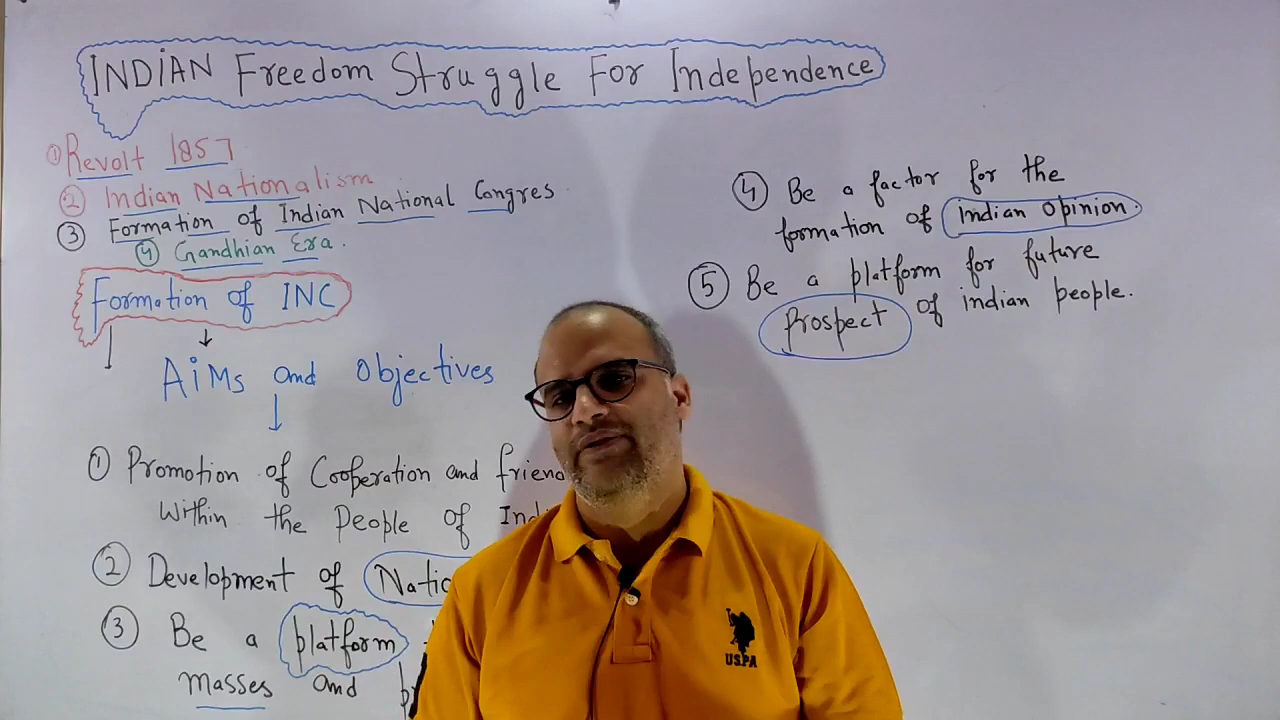 INDIAN Freedom Struggle For Independence
① Revolt 1857
② Indian Nationalism
③ Formation of Indian National Congres
④ Gandhian Era.
Formation of INC
AiMs and Objectives
① Promotion of Cooperation and
within the People of
② Development of
③ Be a platform
masses and
④ Be a factor for the
formation of indian opinion.
⑤ Be a platform for future
Prospect of indian people.
USPA